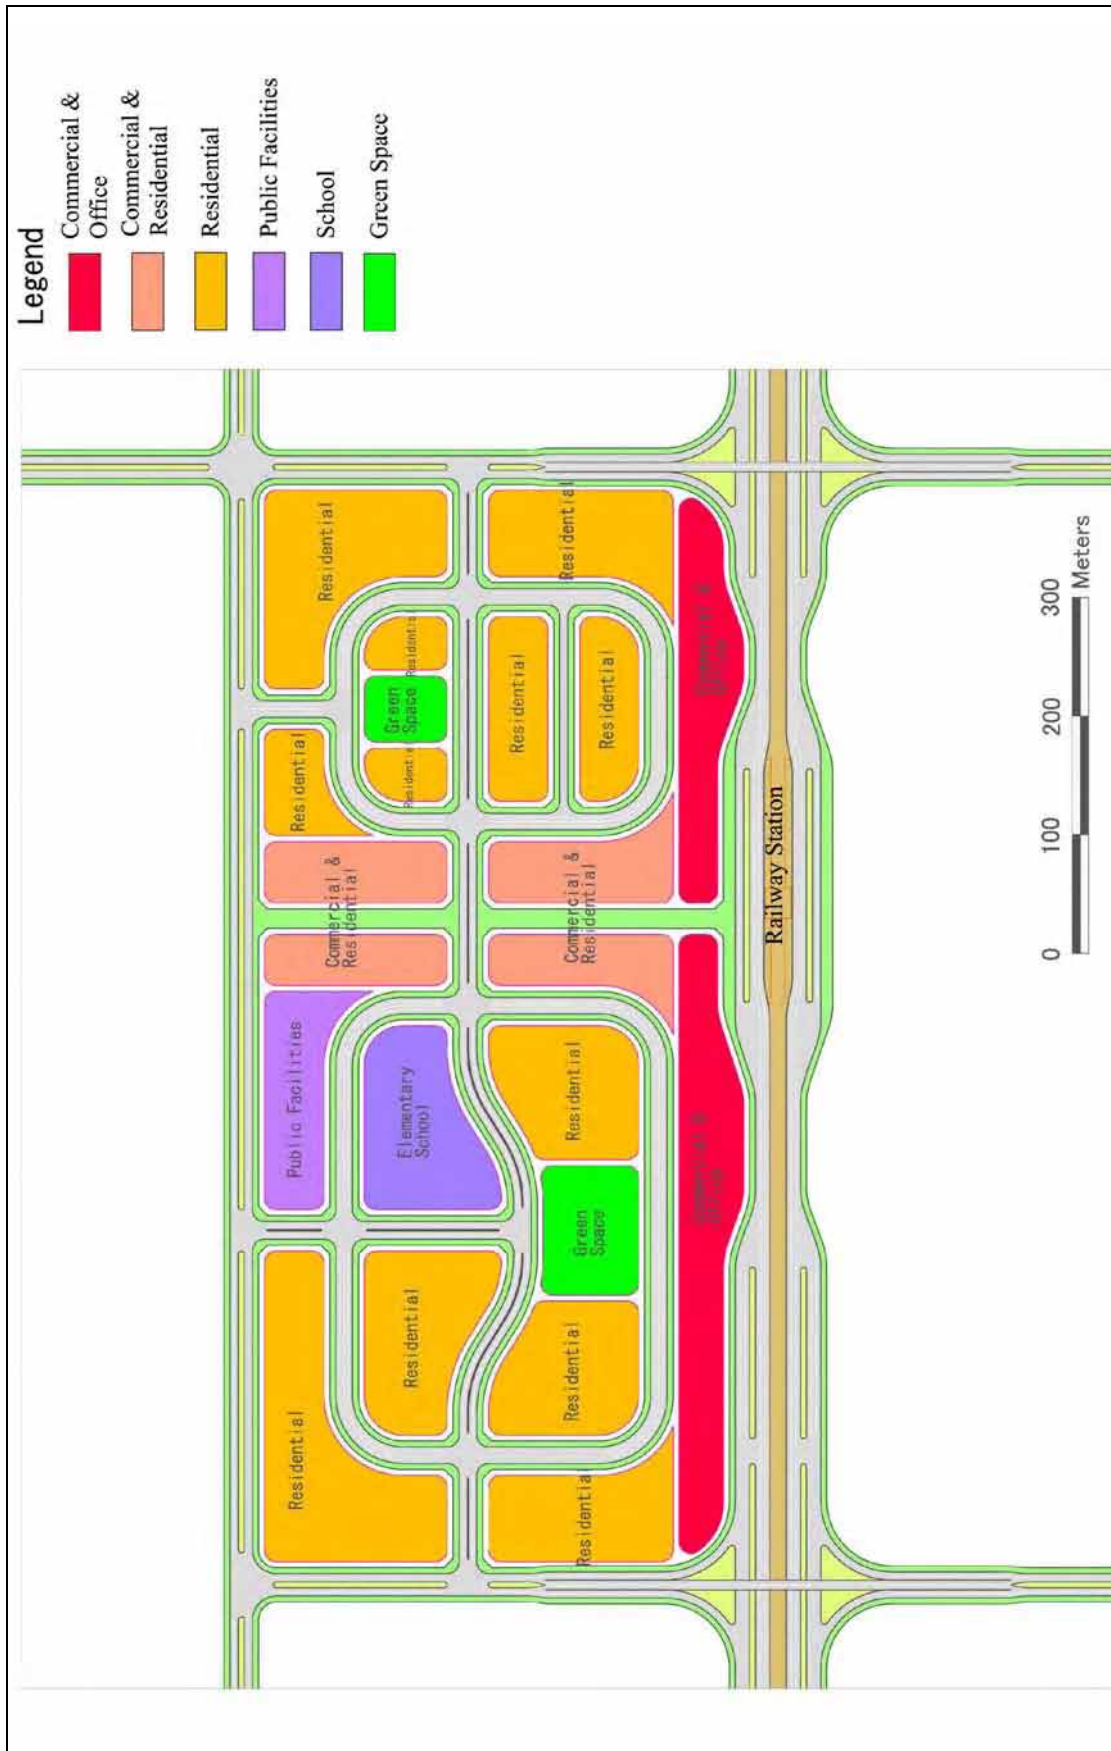 Legend
Commercial &
Office
Commercial &
Residential
Residential
Public Facilities
School
Green Space
Residential
Public Facilities
Commercial &
Residential
Residential
Residential
Residential
Elementary
School
Residential
Green
Space
Residential
Residential
Residential
Green
Space
Residential
Commercial &
Residential
Residential
Residential
Residential
Commercial &
Office
Commercial &
Office
Railway Station
0
100
200
300
Meters